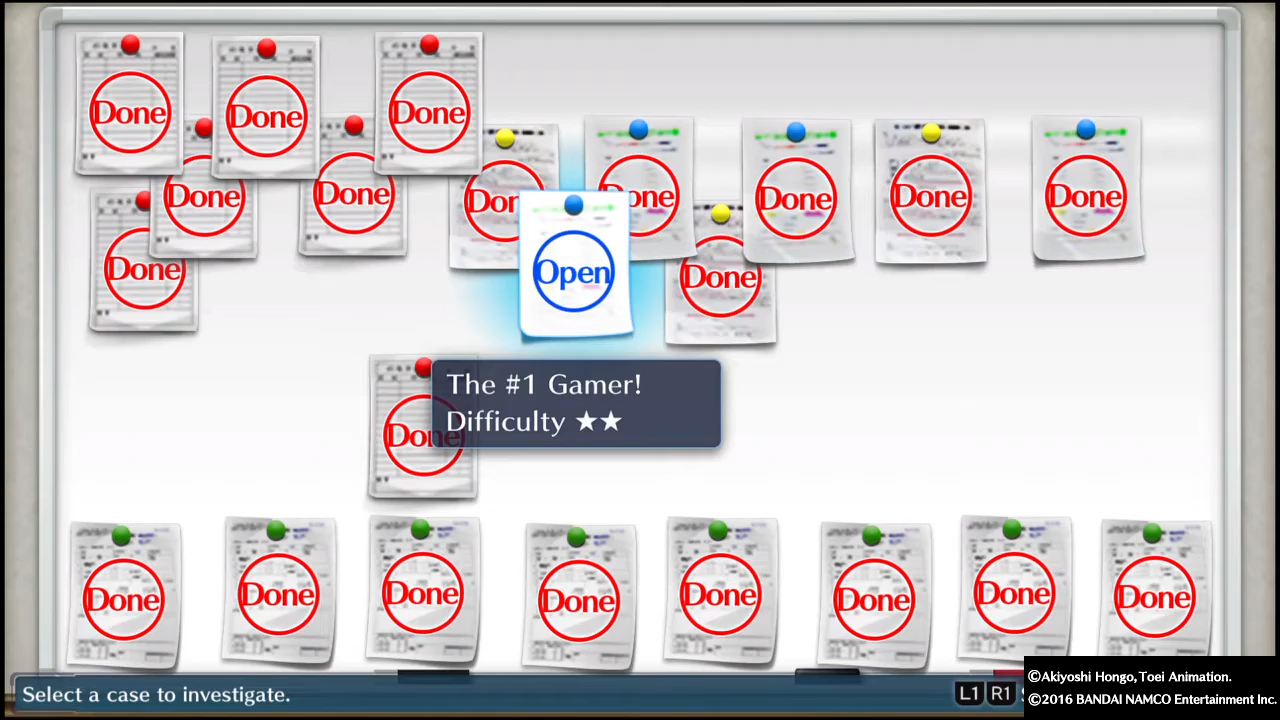 Done
Done
Done
Done
Done
Done
Done
Done
Done
Done
Done
Done
Open
Done
The #1 Gamer!
Difficulty ★★
Done
Done
Done
Done
Done
Done
Done
Done
Select a case to investigate.
L1 R1
©Akiyoshi Hongo,Toei Animation.
©2016 BANDAI NAMCO Entertainment Inc.